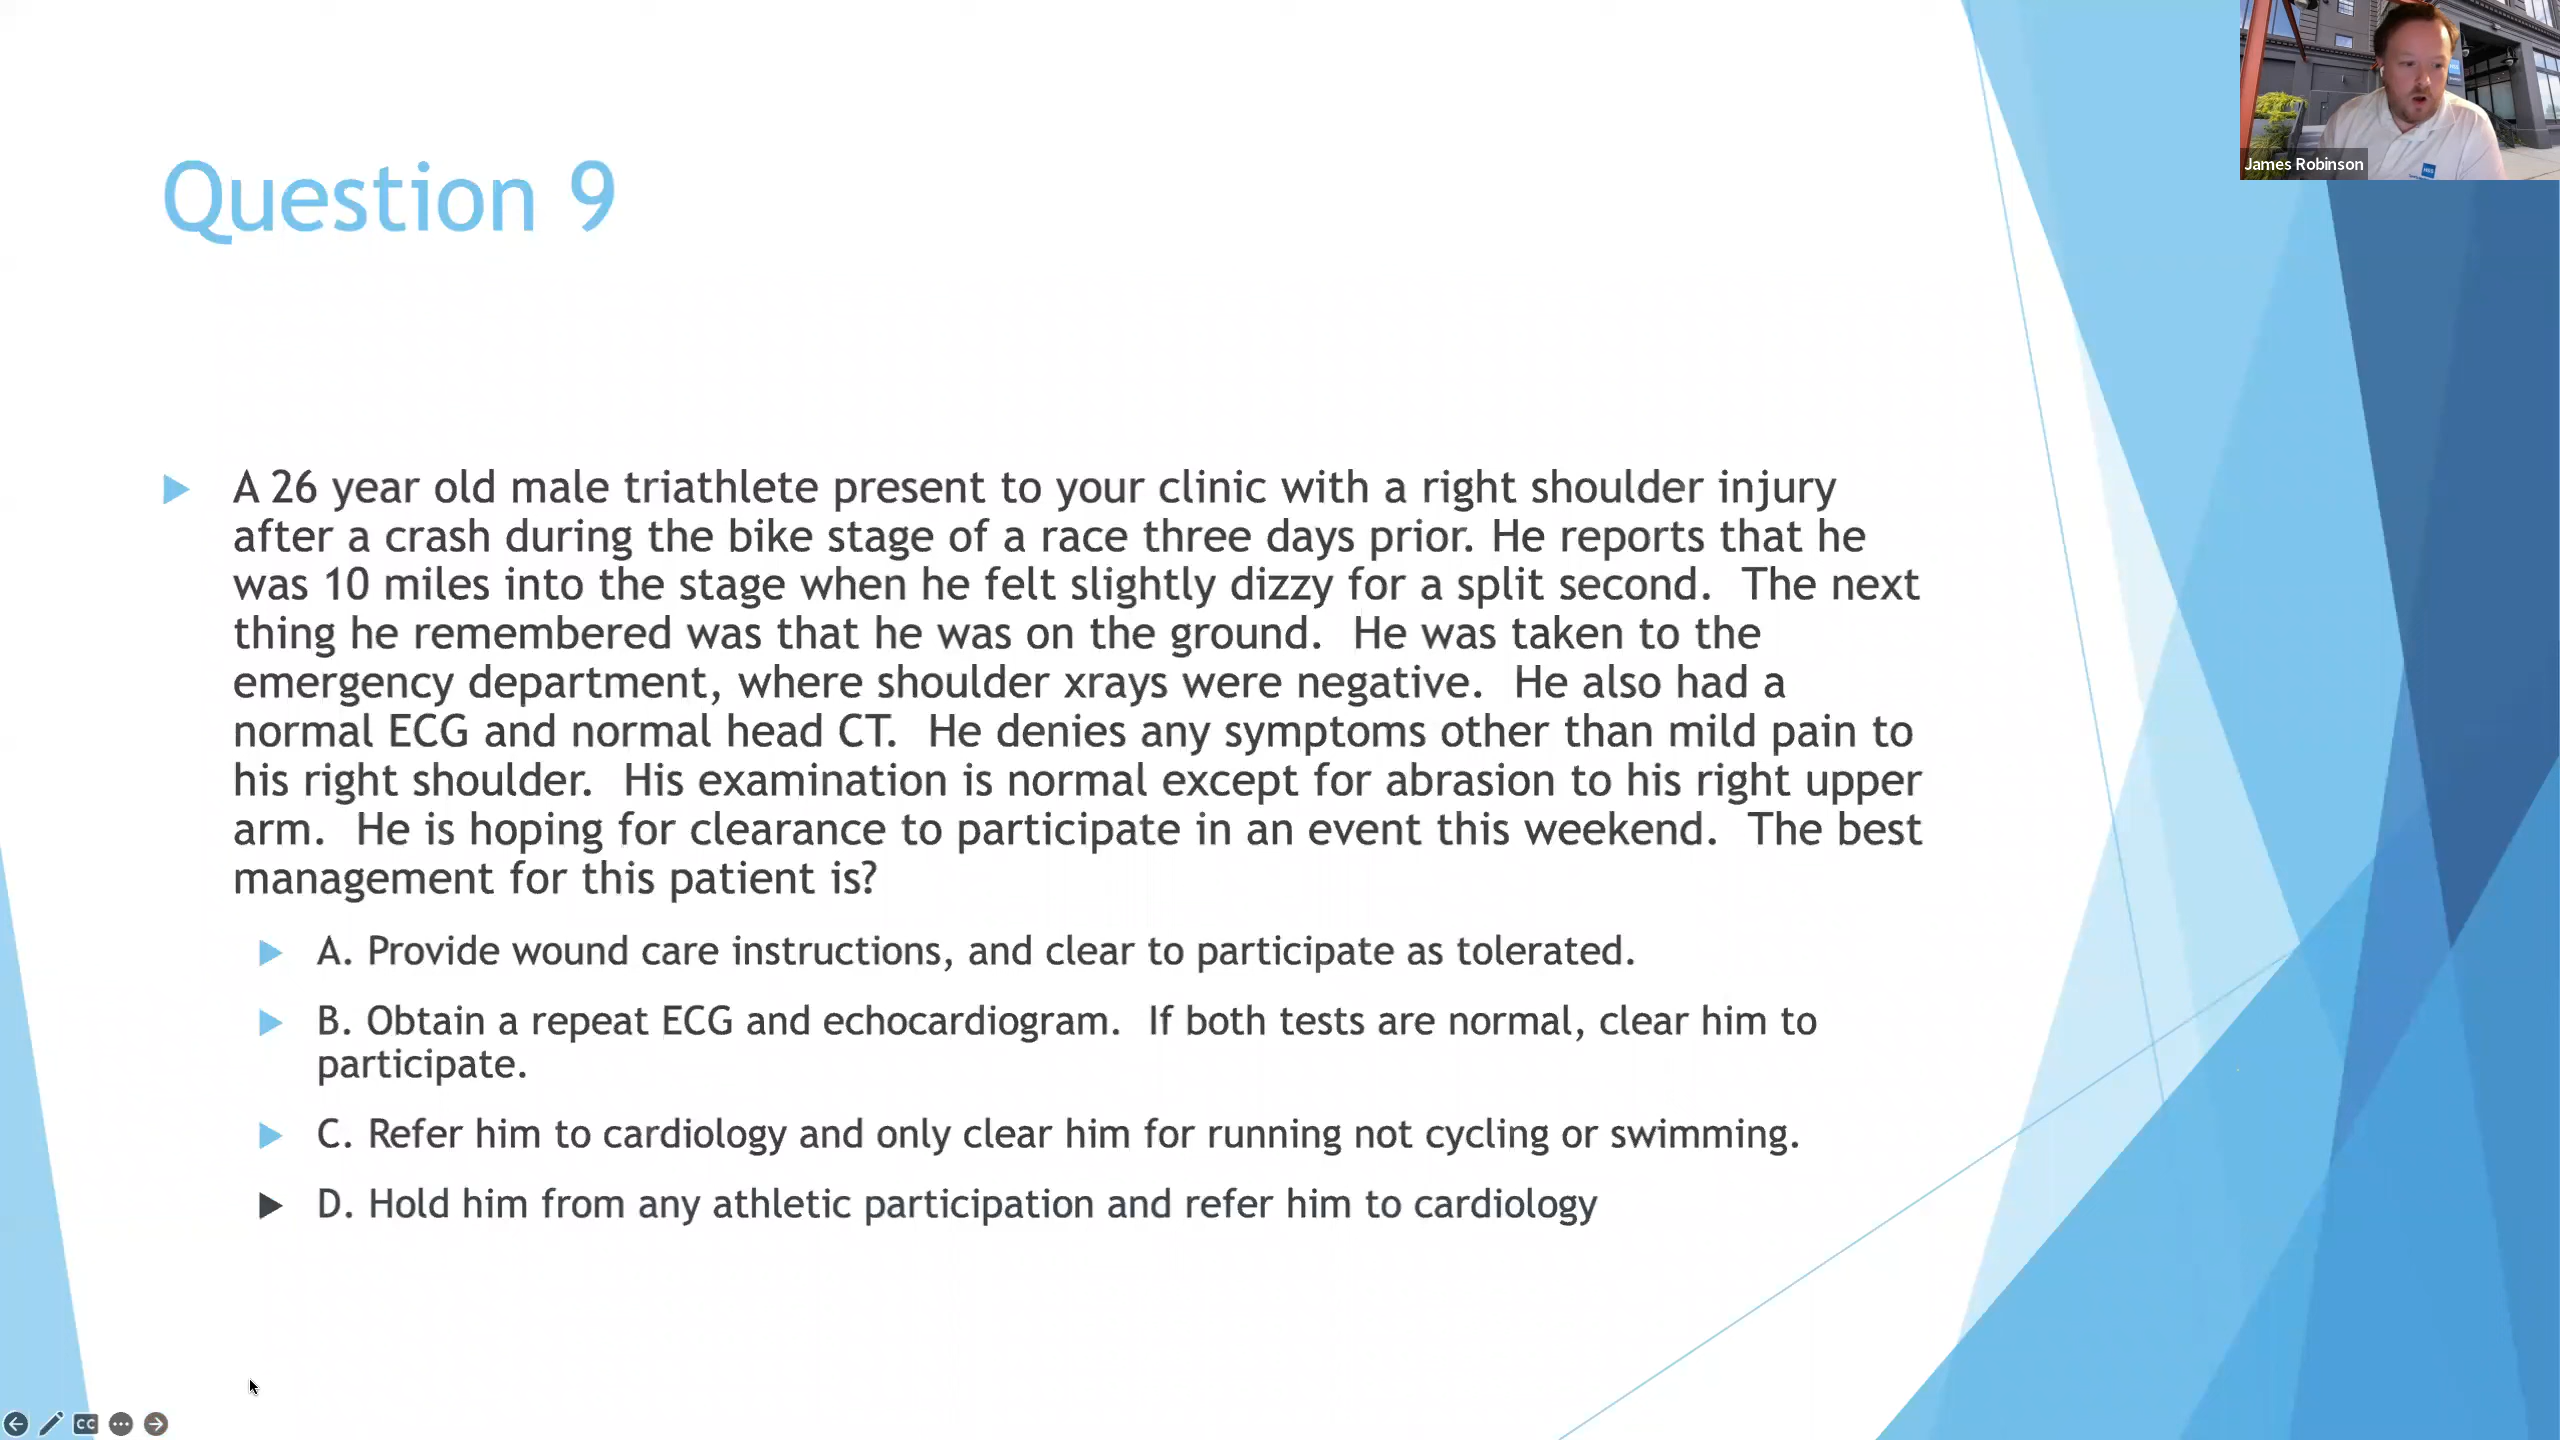 James Robinson
Question 9
A 26 year old male triathlete present to your clinic with a right shoulder injury
after a crash during the bike stage of a race three days prior. He reports that he
was 10 miles into the stage when he felt slightly dizzy for a split second.  The next
thing he remembered was that he was on the ground.  He was taken to the
emergency department, where shoulder xrays were negative.  He also had a
normal ECG and normal head CT.  He denies any symptoms other than mild pain to
his right shoulder.  His examination is normal except for abrasion to his right upper
arm.  He is hoping for clearance to participate in an event this weekend.  The best
management for this patient is?
A. Provide wound care instructions, and clear to participate as tolerated.
B. Obtain a repeat ECG and echocardiogram.  If both tests are normal, clear him to
participate.
C. Refer him to cardiology and only clear him for running not cycling or swimming.
D. Hold him from any athletic participation and refer him to cardiology
CC